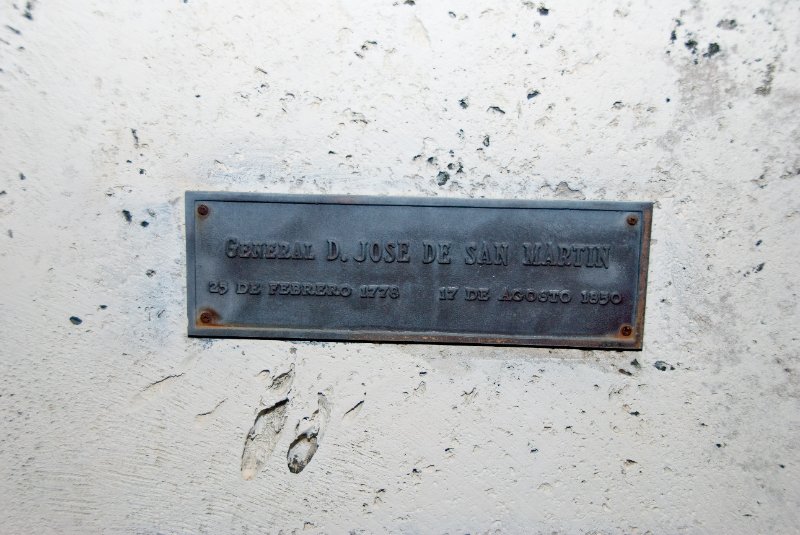 GENERAL D. JOSE DE SAN MARTIN
25 DE FEBRERO 1778 17 DE AGOSTO 1850